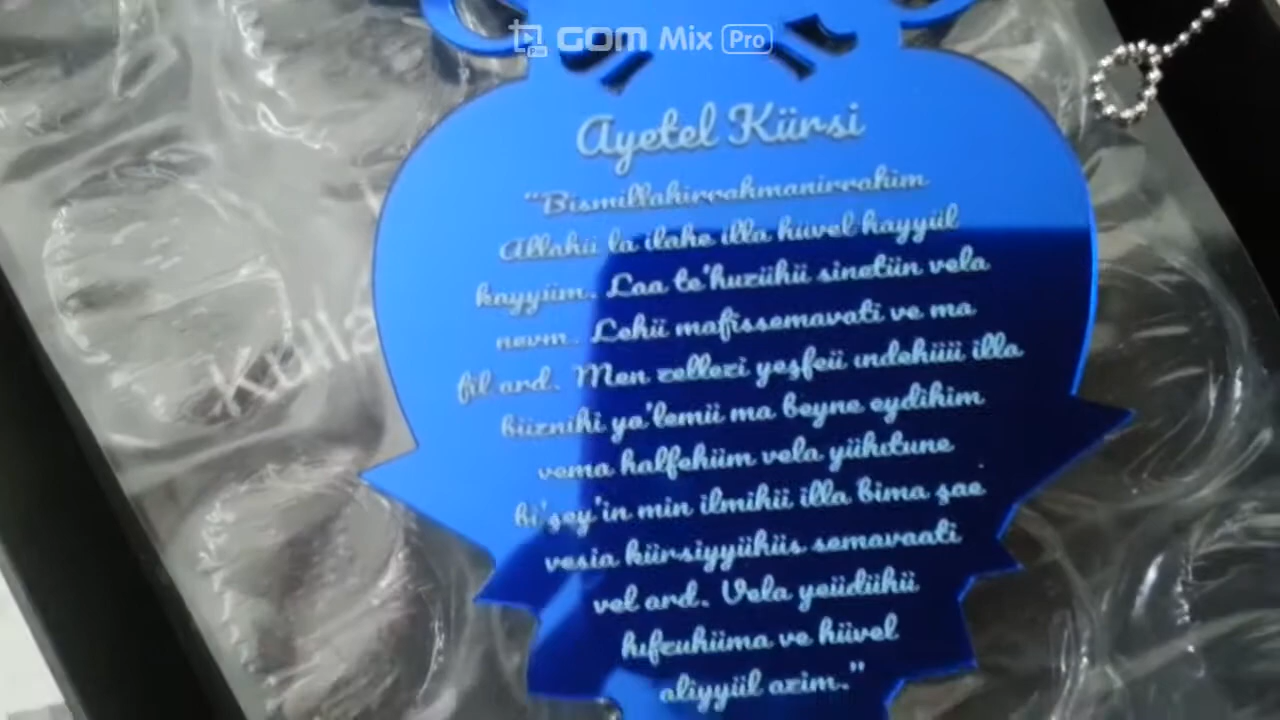 GOM Mix Pro
Ayetel Kürsi
"Bismillahirrahmanirrahim
Allahü la ilahe illa hüvel hayyül
kayyüm. Laa te'huzühü sinetün vela
nevm. Lehü mafissemavati ve ma
fil ard. Men zellezi yeşfeü ındehüü illa
biiznihi ya'lemü ma beyne eydihim
vema halfehüm vela yühıtune
bi'şey'in min ilmihü illa bima şae
vesia kürsiyyühüs semavaati
vel ard. Vela yeüdühü
hıfzuhüma ve hüvel
aliyyül azim."